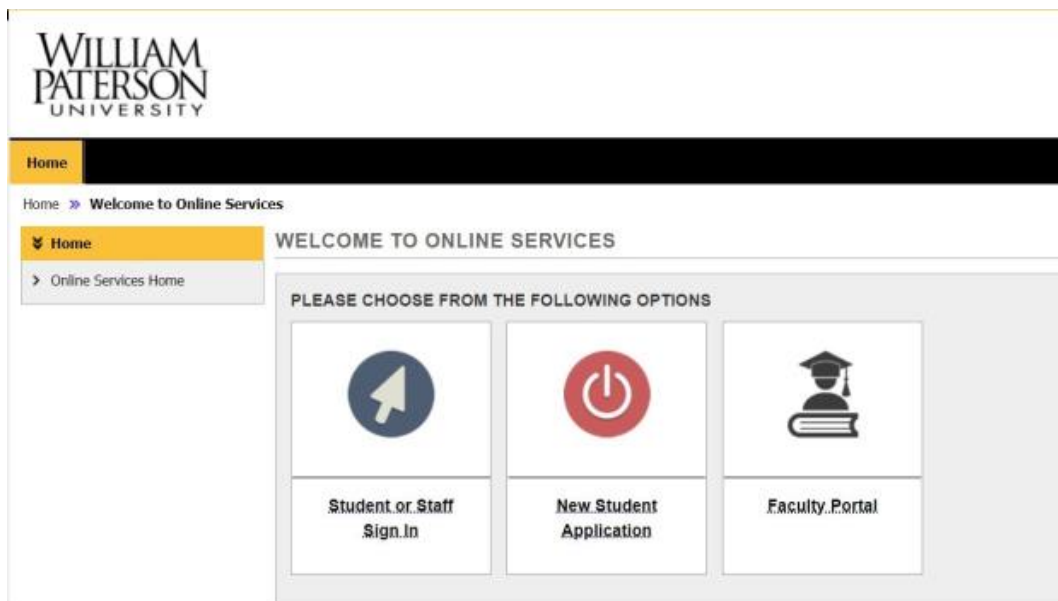 WILLIAM
PATERSON
UNIVERSITY
Home
Home » Welcome to Online Services
Home
Online Services Home
WELCOME TO ONLINE SERVICES
PLEASE CHOOSE FROM THE FOLLOWING OPTIONS
Student or Staff
Sign In
New Student
Application
Faculty Portal